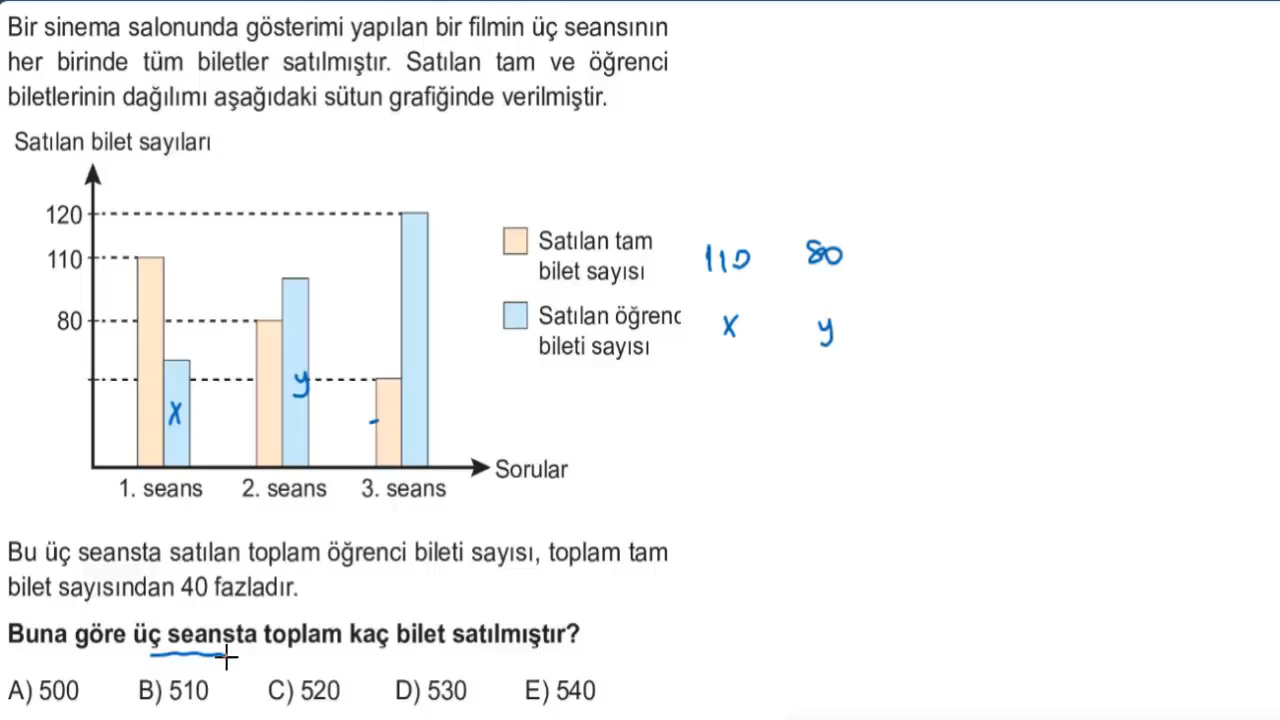 Bir sinema salonunda gösterimi yapılan bir filmin üç seansının
her birinde tüm biletler satılmıştır. Satılan tam ve öğrenci
biletlerinin dağılımı aşağıdaki sütun grafiğinde verilmiştir.
Satılan bilet sayıları
120
110
80
x
y
1. seans 2. seans 3. seans
Sorular
Satılan tam
bilet sayısı
Satılan öğrenc
bileti sayısı
110 80
x y
Bu üç seansta satılan toplam öğrenci bileti sayısı, toplam tam
bilet sayısından 40 fazladır.
Buna göre üç seansta toplam kaç bilet satılmıştır?
A) 500 B) 510 C) 520 D) 530 E) 540